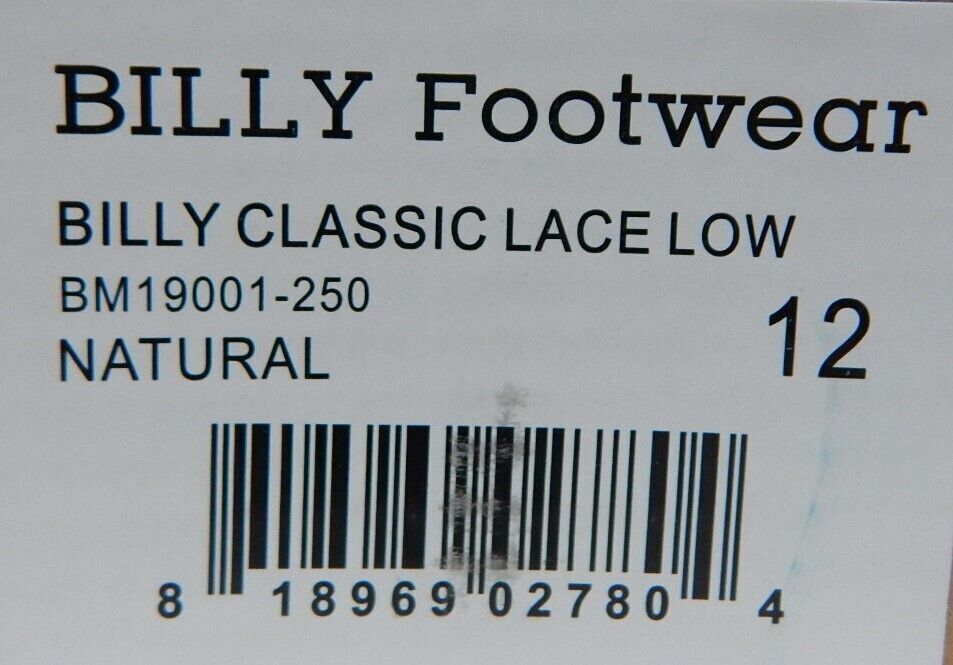 BILLY Footwear
BILLY CLASSIC LACE LOW
BM19001-250
NATURAL
12
8 18969 02780 4